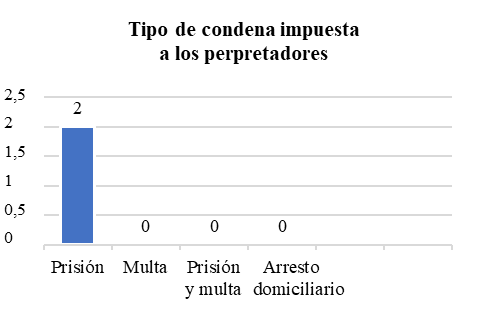 Tipo de condena impuesta
a los perpretadores
2,5
2
1,5
1
0,5
0
2
0
0
0
Prisión
Multa
Prisión
y multa
Arresto
domiciliario